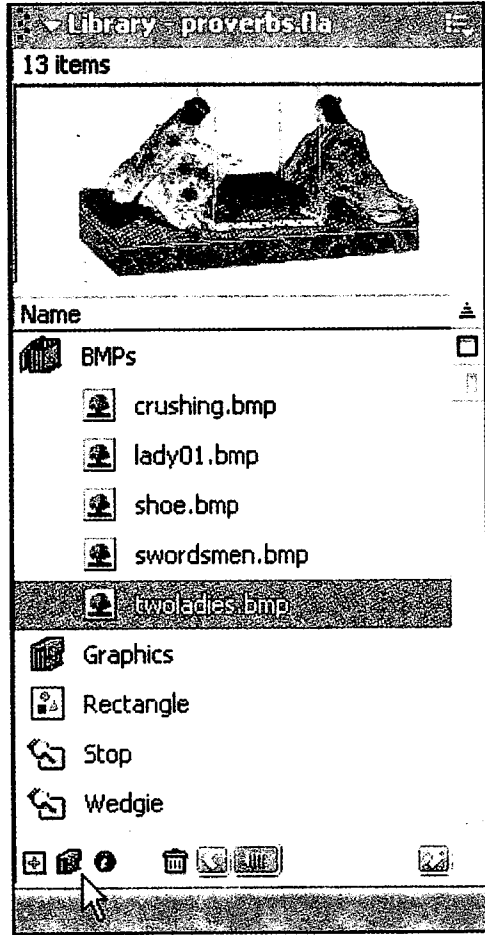 Library - proverbs.fla
13 items
Name
BMPs
crushing.bmp
lady01.bmp
shoe.bmp
swordsmen.bmp
twoladies.bmp
Graphics
Rectangle
Stop
Wedgie